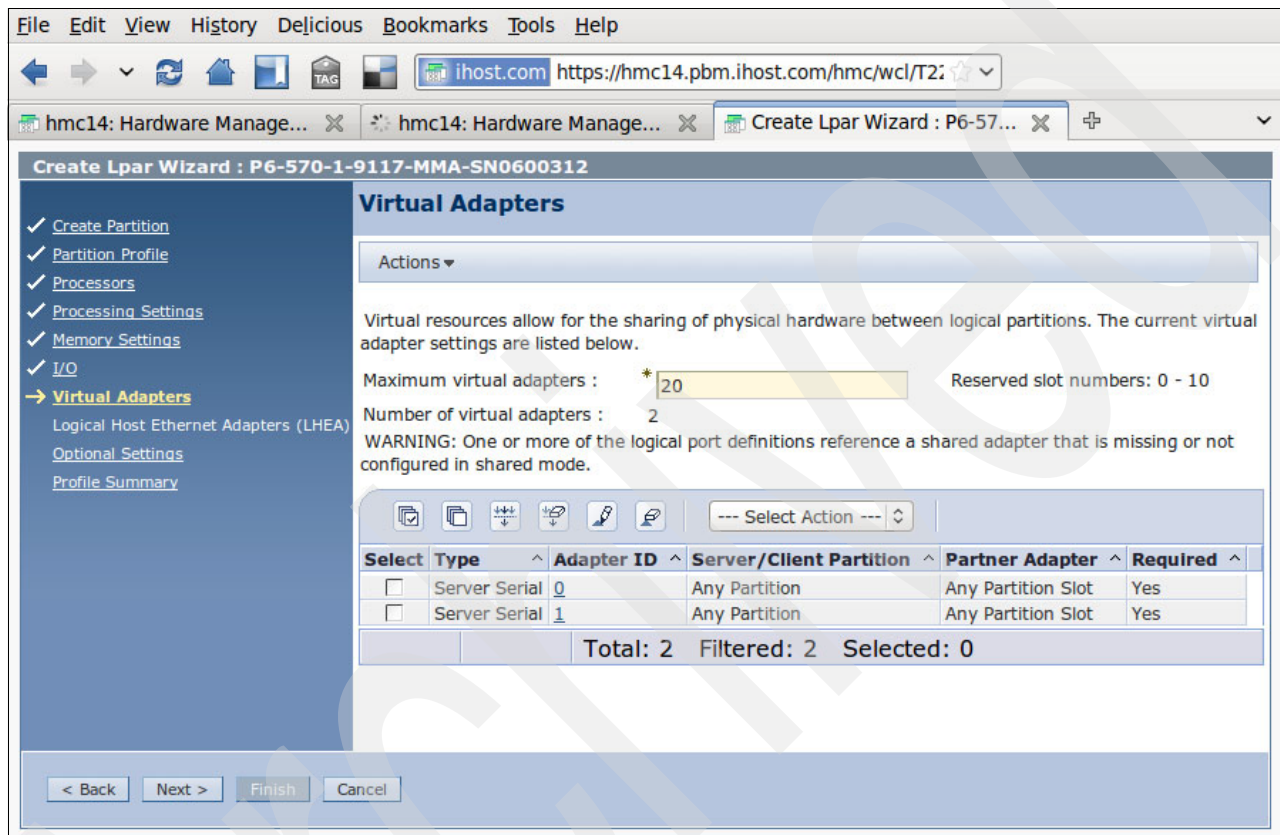 File Edit View History Delicious Bookmarks Tools Help
TAG ihost.com https://hmc14.pbm.ihost.com/hmc/wcl/T22
hmc14: Hardware Manage... hmc14: Hardware Manage... Create Lpar Wizard : P6-57...
Create Lpar Wizard : P6-570-1-9117-MMA-SN0600312
Create Partition
Partition Profile
Processors
Processing Settings
Memory Settings
I/O
Virtual Adapters
Logical Host Ethernet Adapters (LHEA)
Optional Settings
Profile Summary
Virtual Adapters
Actions
Virtual resources allow for the sharing of physical hardware between logical partitions. The current virtual
adapter settings are listed below.
Maximum virtual adapters : * 20 Reserved slot numbers: 0 - 10
Number of virtual adapters : 2
WARNING: One or more of the logical port definitions reference a shared adapter that is missing or not
configured in shared mode.
--- Select Action ---
Select Type ^ Adapter ID ^ Server/Client Partition ^ Partner Adapter ^ Required ^
Server Serial 0 Any Partition Any Partition Slot Yes
Server Serial 1 Any Partition Any Partition Slot Yes
Total: 2 Filtered: 2 Selected: 0
< Back Next > Finish Cancel